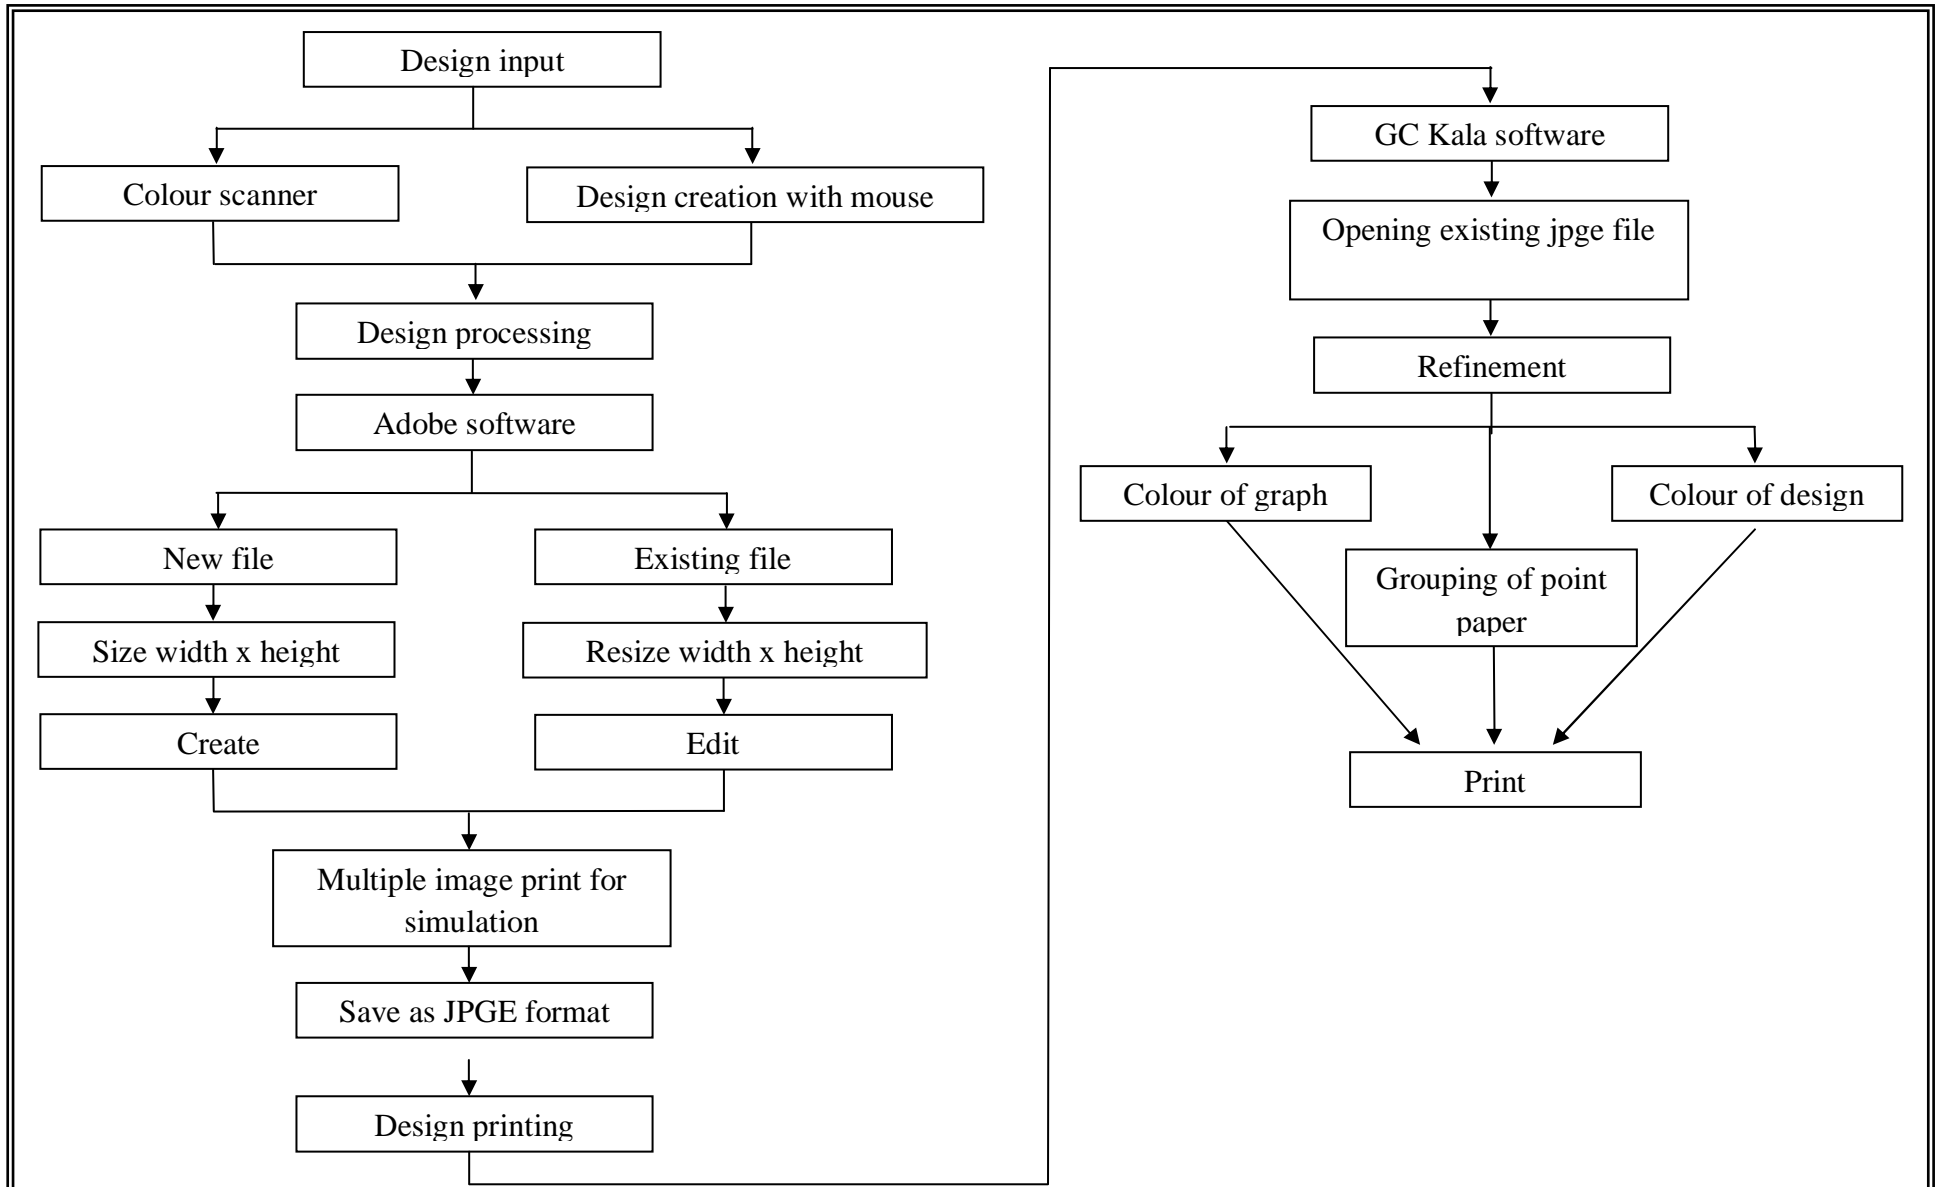 Design input
Colour scanner
Design creation with mouse
Design processing
Adobe software
New file
Existing file
Size width x height
Resize width x height
Create
Edit
Multiple image print for
simulation
Save as JPGE format
Design printing
GC Kala software
Opening existing jpge file
Refinement
Colour of graph
Colour of design
Grouping of point
paper
Print